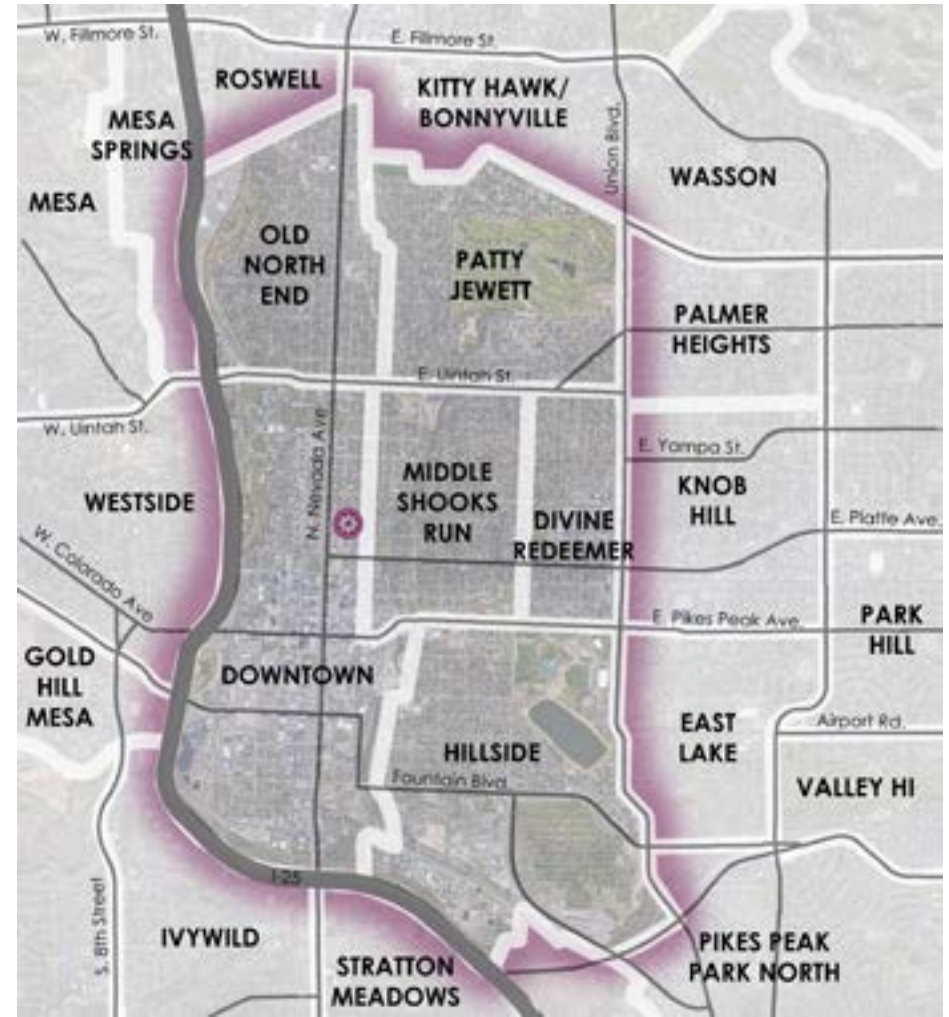 W. Fillmore St.
E. Fillmore St.
ROSWELL
KITTY HAWK/
BONNYVILLE
MESA
SPRINGS
Union Blvd.
WASSON
MESA
OLD
NORTH
END
PATTY
JEWETT
PALMER
HEIGHTS
E. Uintah St.
W. Uintah St.
N. Nevada Ave
E. Yampa St.
MIDDLE
SHOOKS
RUN
KNOB
HILL
WESTSIDE
DIVINE
REDEEMER
E. Platte Ave.
W. Colorado Ave
E. Pikes Peak Ave.
PARK
HILL
GOLD
HILL
MESA
DOWNTOWN
EAST
LAKE
Airport Rd.
HILLSIDE
Fountain Blvd
VALLEY HI
I-25
S. 8th Street
IVYWILD
PIKES PEAK
PARK NORTH
STRATTON
MEADOWS